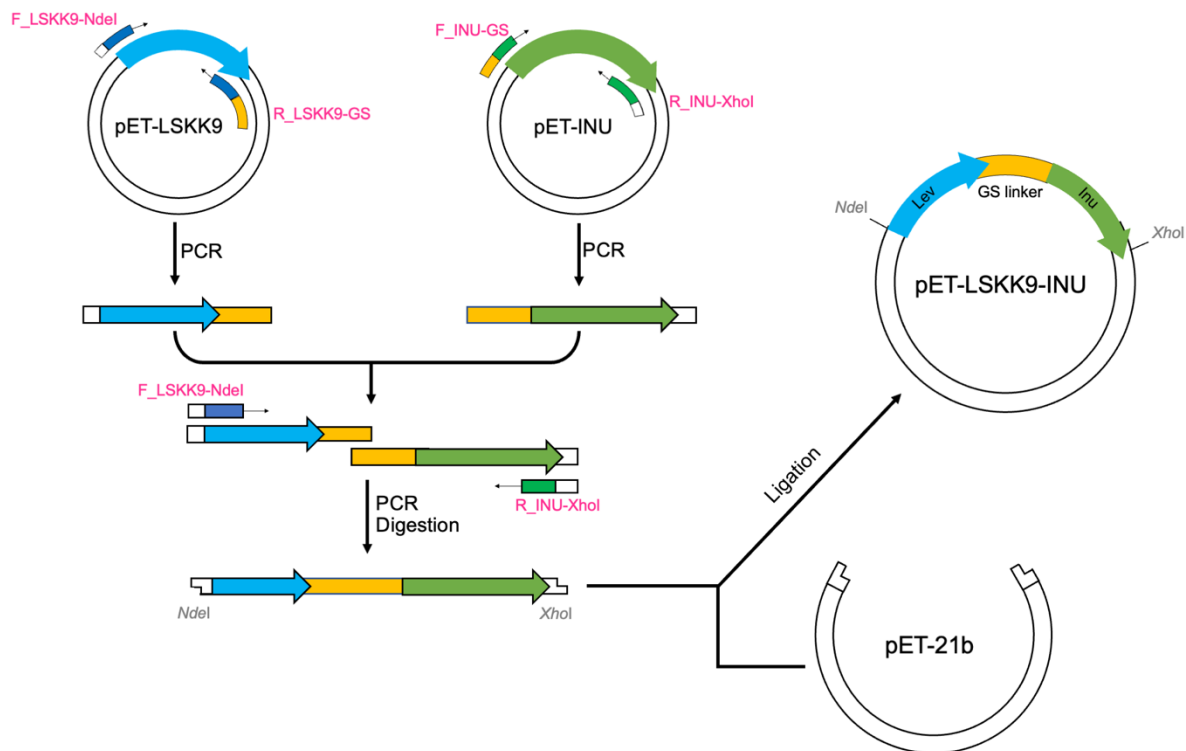 F_LSKK9-NdeI
R_LSKK9-GS
pET-LSKK9
F_INU-GS
R_INU-XhoI
pET-INU
PCR
PCR
F_LSKK9-NdeI
R_INU-XhoI
PCR
Digestion
NdeI
XhoI
Ligation
NdeI
Lev
GS linker
Inu
XhoI
pET-LSKK9-INU
pET-21b